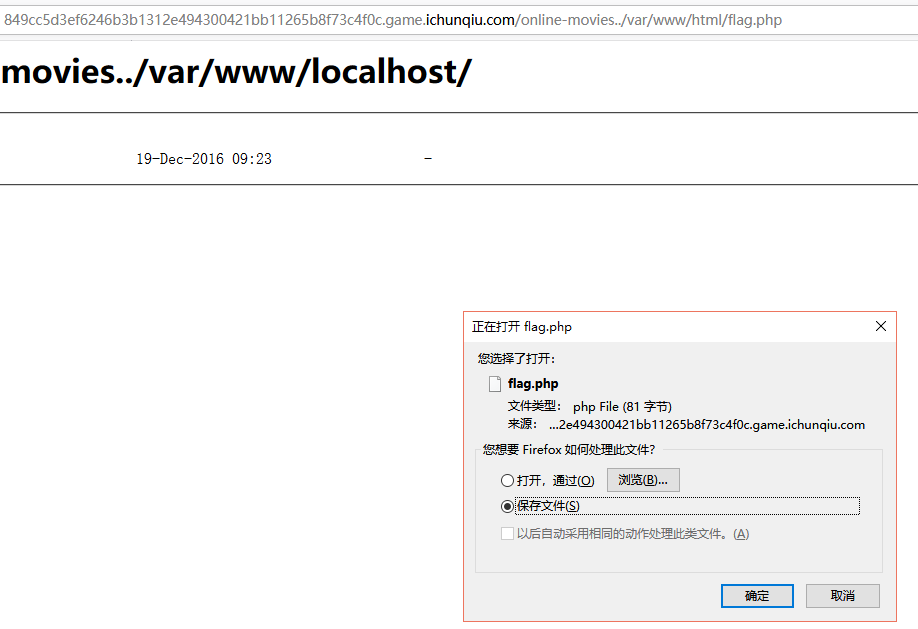 849cc5d3ef6246b3b1312e494300421bb11265b8f73c4f0c.game.ichunqiu.com/online-movies../var/www/html/flag.php
movies../var/www/localhost/
19-Dec-2016 09:23 -
正在打开 flag.php
您选择了打开:
flag.php
文件类型: php File (81 字节)
来源: ...2e494300421bb11265b8f73c4f0c.game.ichunqiu.com
您想要 Firefox 如何处理此文件?
打开，通过(O) 浏览(B)...
保存文件(S)
以后自动采用相同的动作处理此类文件。(A)
确定 取消